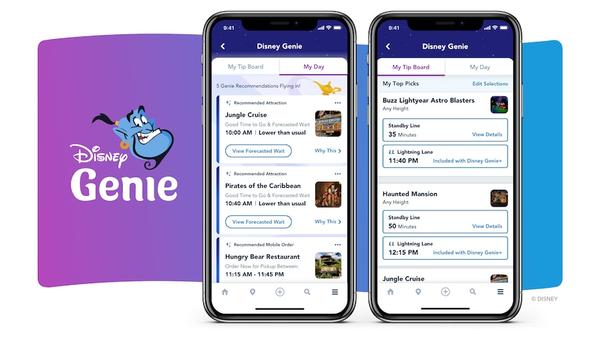 Disney
Genie
9:41
Disney Genie
My Tip Board
My Day
5 Genie Recommendations Flying in!
Recommended Attraction
Jungle Cruise
Good Time to Go & Forecasted Wait
10:00 AM | Lower than usual
View Forecasted Wait
Why This
Recommended Attraction
Pirates of the Caribbean
Good Time to Go & Forecasted Wait
10:40 AM | Lower than usual
View Forecasted Wait
Why This
Recommended Mobile Order
Hungry Bear Restaurant
Order Now for Pickup Between
11:15 AM - 11:45 PM
9:41
Disney Genie
My Tip Board
My Day
My Top Picks
Edit Selections
Buzz Lightyear Astro Blasters
Any Height
Standby Line
35 Minutes
View Details
LL Lightning Lane
11:40 PM
Included with Disney Genie+
Haunted Mansion
Any Height
Standby Line
50 Minutes
View Details
LL Lightning Lane
12:15 PM
Included with Disney Genie+
Jungle Cruise
© DISNEY